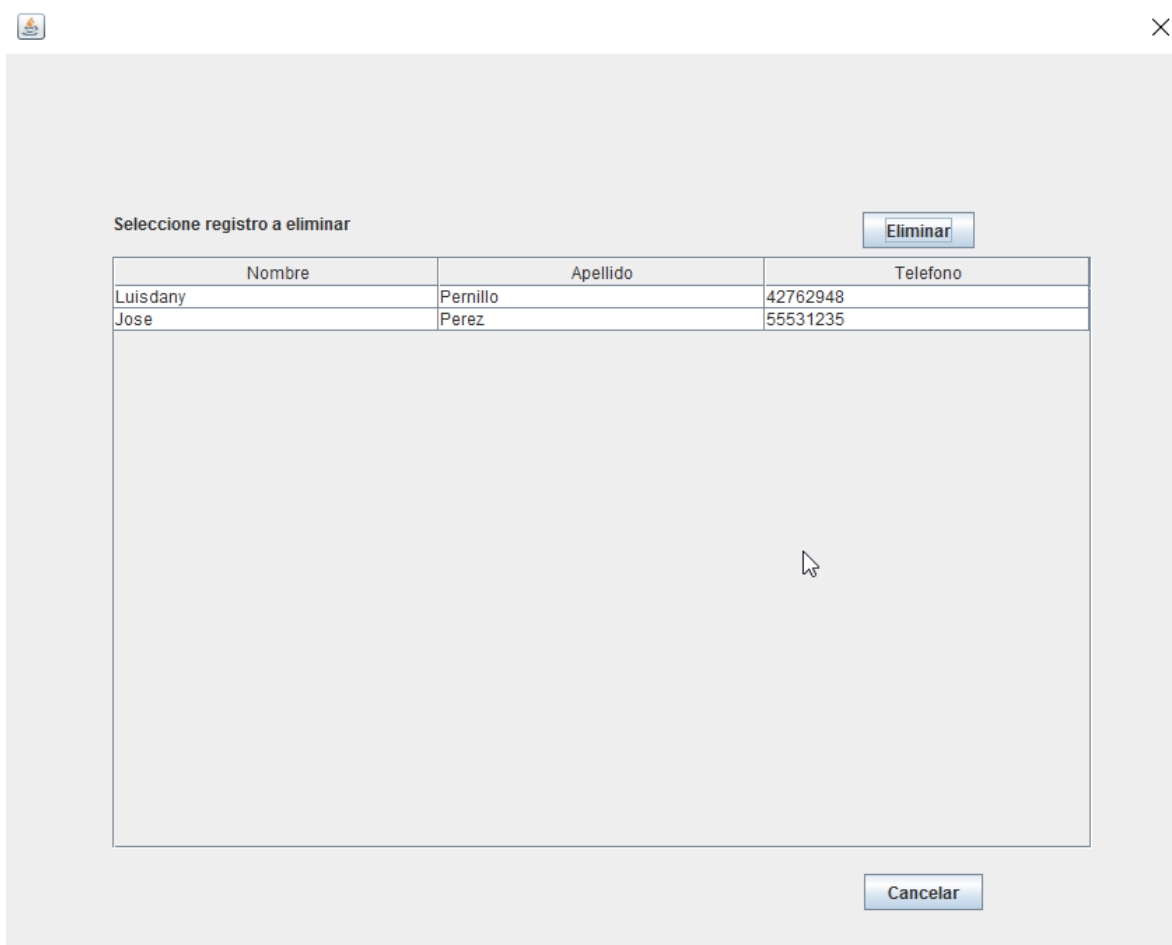 Seleccione registro a eliminar Eliminar
Nombre Apellido Telefono
Luisdany Pernillo 42762948
Jose Perez 55531235
Cancelar